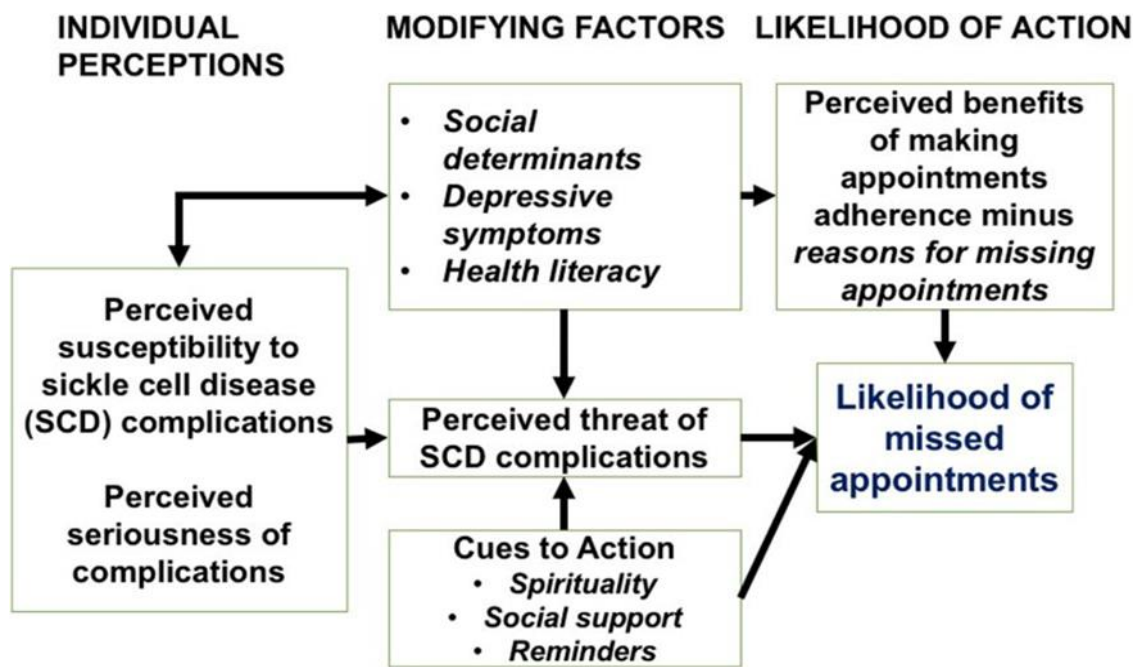 INDIVIDUAL
PERCEPTIONS
MODIFYING FACTORS
LIKELIHOOD OF ACTION
• Social
determinants
• Depressive
symptoms
• Health literacy
Perceived benefits
of making
appointments
adherence minus
reasons for missing
appointments
Perceived
susceptibility to
sickle cell disease
(SCD) complications
Perceived
seriousness of
complications
Perceived threat of
SCD complications
Likelihood of
missed
appointments
Cues to Action
• Spirituality
• Social support
• Reminders